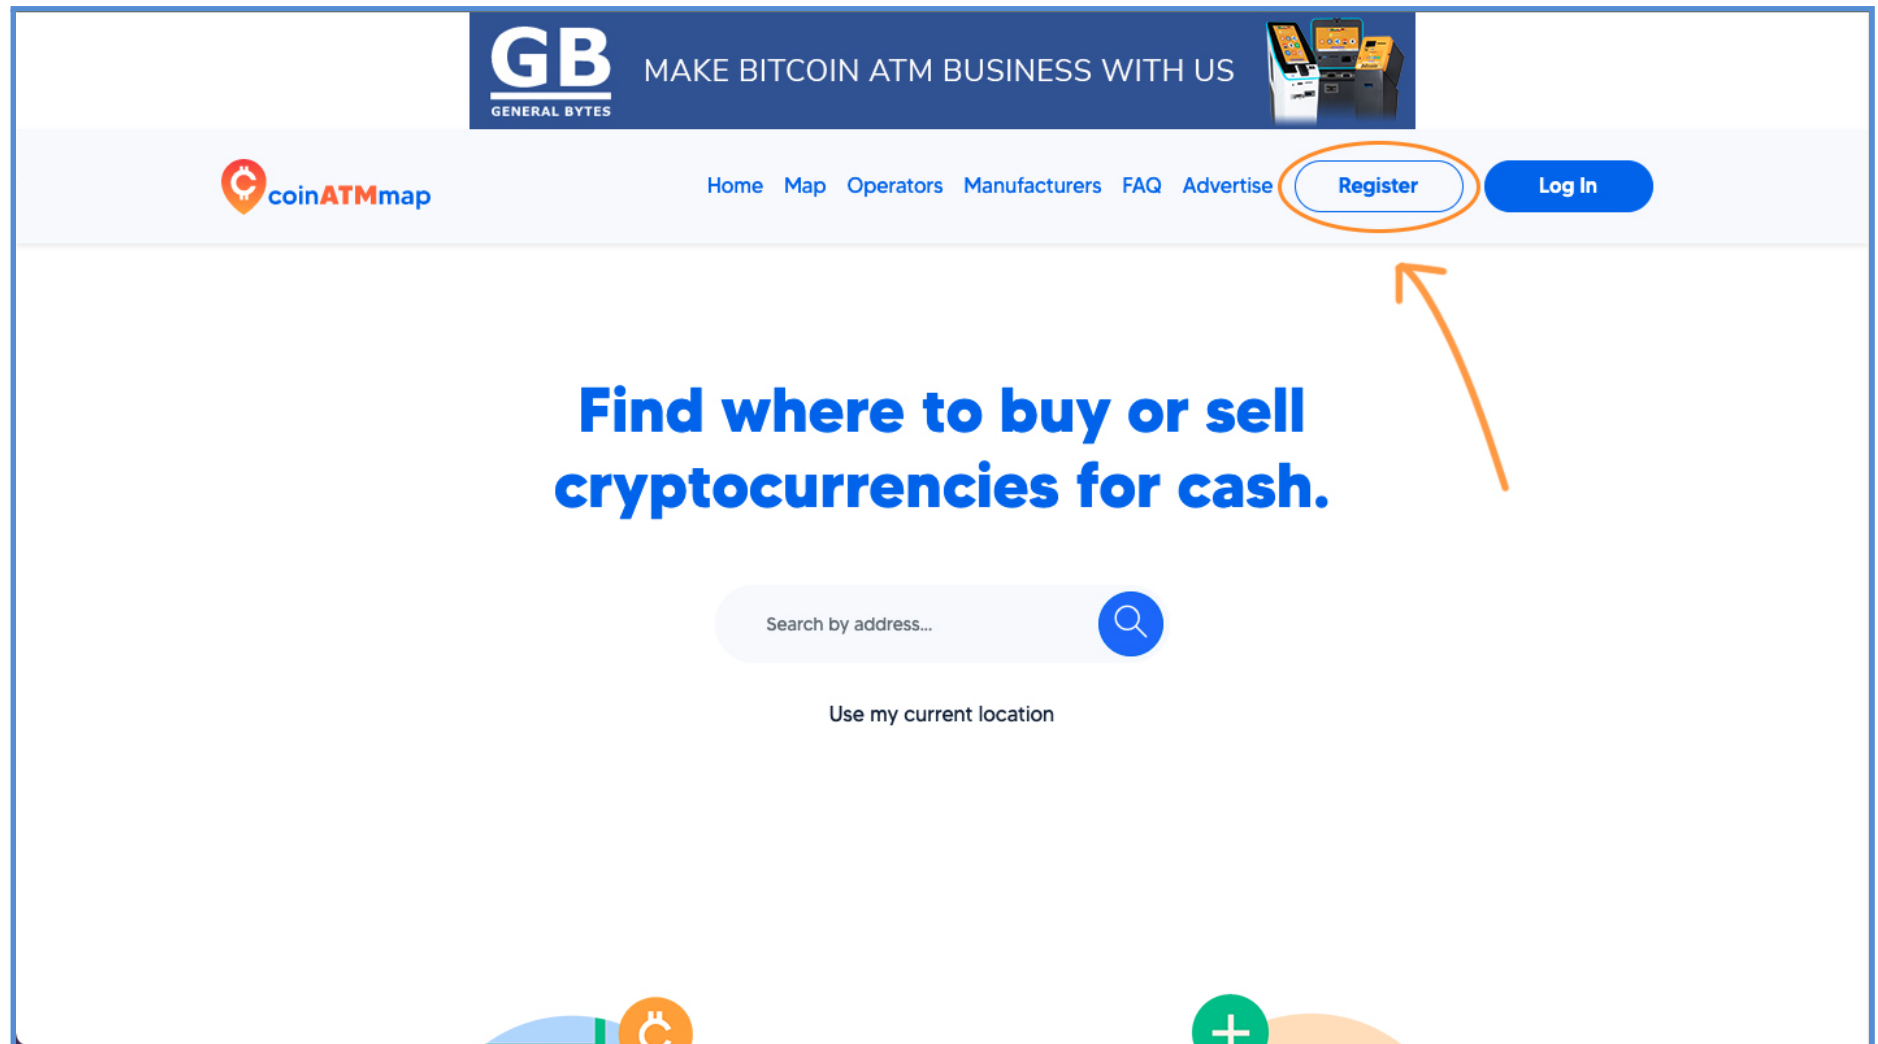 GB
GENERAL BYTES
MAKE BITCOIN ATM BUSINESS WITH US
coinATMmap
Home Map Operators Manufacturers FAQ Advertise Register Log In
Find where to buy or sell
cryptocurrencies for cash.
Search by address...
Use my current location